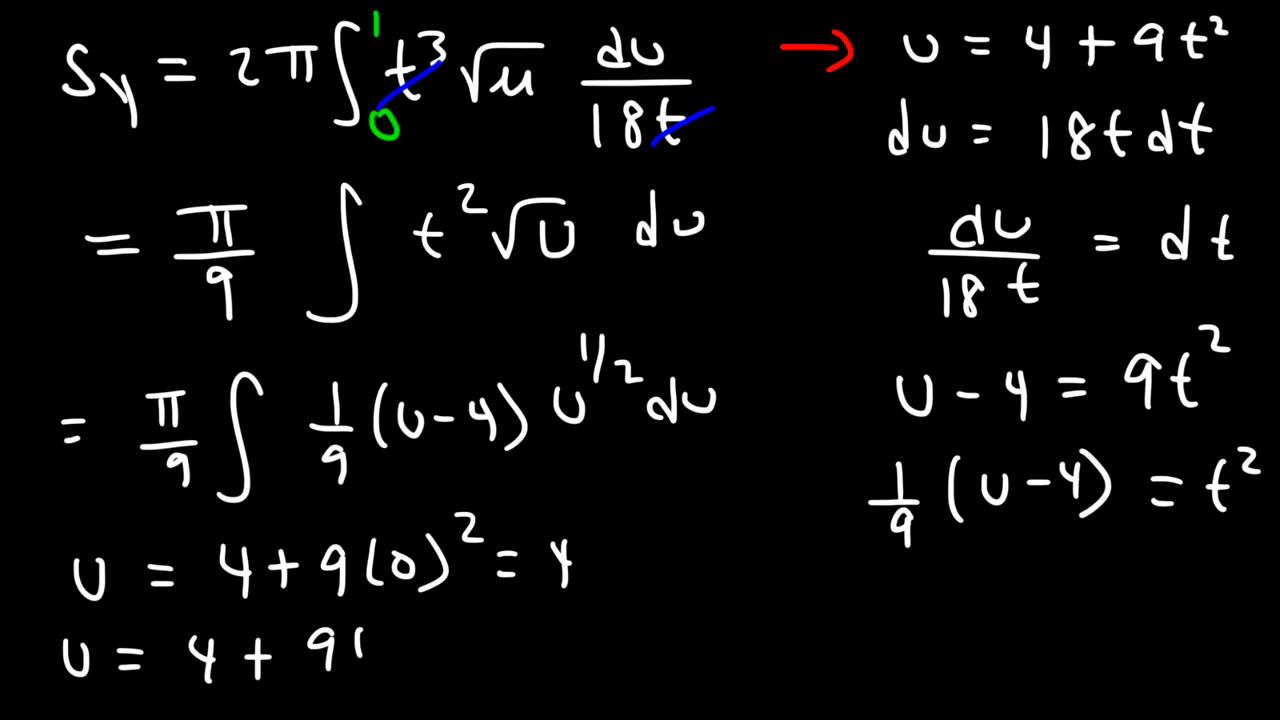 Sy = 2π ∫₀¹ t³ √u du/18t
= π/9 ∫ t² √u du
= π/9 ∫ 1/9 (u-4) u^1/2 du
u = 4 + 9(0)² = 4
u = 4 + 9(
→ u = 4 + 9t²
du = 18t dt
du/18t = dt
u - 4 = 9t²
1/9 (u-4) = t²